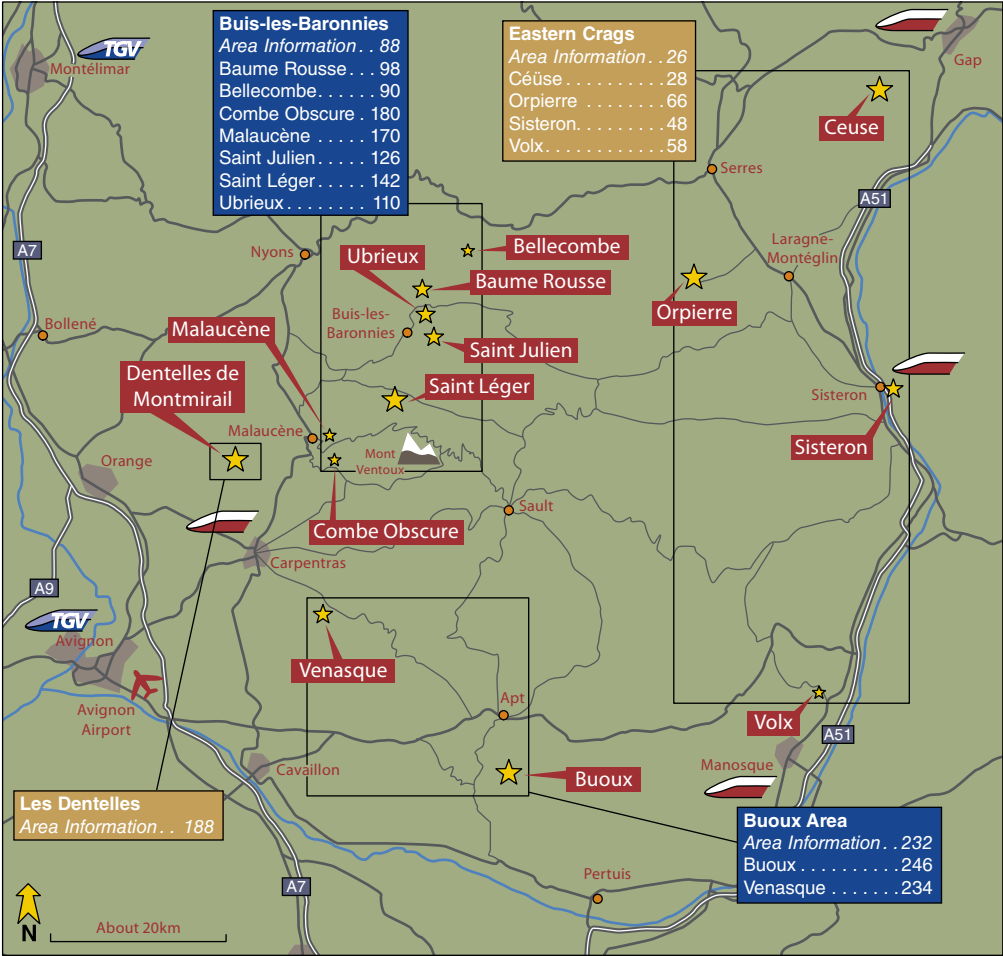 Buis-les-Baronnies
Area Information . . 88
Baume Rousse . . . 98
Bellecombe. . . . . . 90
Combe Obscure . 180
Malaucène . . . . . 170
Saint Julien . . . . . 126
Saint Léger . . . . . 142
Ubrieux . . . . . . . . 110
Eastern Crags
Area Information . . 26
Céüse . . . . . . . . . . 28
Orpierre . . . . . . . . 66
Sisteron. . . . . . . . . 48
Volx. . . . . . . . . . . . 58
TGV
Montélimar
Gap
Ceuse
Serres
A51
A7
Nyons
Bellecombe
Ubrieux
Baume Rousse
Laragne-
Montéglin
Orpierre
Bollené
Buis-les-
Baronnies
Malaucène
Saint Julien
Dentelles de
Montmirail
Saint Léger
Sisteron
Malaucène
Mont
Ventoux
Sisteron
Orange
Sault
Combe Obscure
Carpentras
A9
TGV
Avignon
Venasque
Apt
Avignon
Airport
Volx
A51
Cavaillon
Buoux
Manosque
Les Dentelles
Area Information . . 188
Buoux Area
Area Information . . 232
Buoux . . . . . . . . . . 246
Venasque . . . . . . . 234
Pertuis
A7
N
About 20km